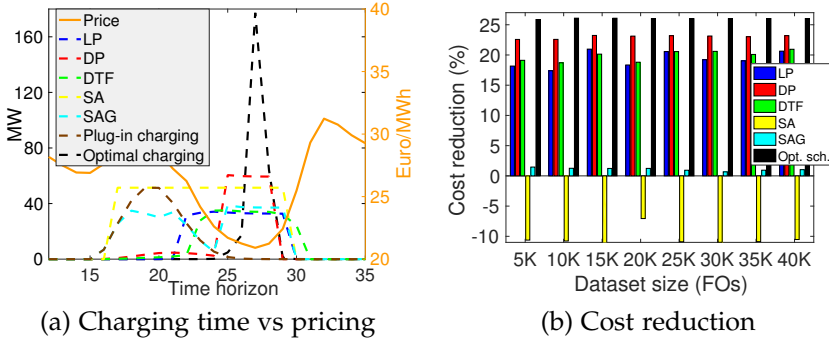 160
120
80
40
0
MW
Price
LP
DP
DTF
SA
SAG
Plug-in charging
Optimal charging
40
35
30
25
20
Euro/MWh
15 20 25 30 35
Time horizon
(a) Charging time vs pricing
25
20
15
10
5
0
-5
-10
Cost reduction (%)
LP
DP
DTF
SA
SAG
Opt. sch.
5K 10K 15K 20K 25K 30K 35K 40K
Dataset size (FOs)
(b) Cost reduction